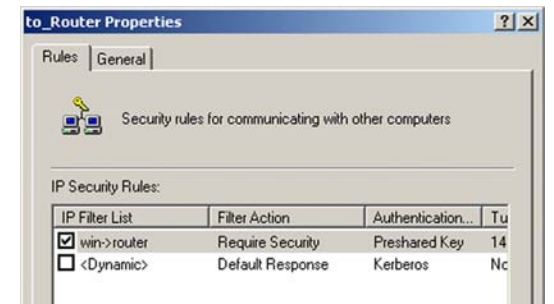 to_Router Properties
Rules General
Security rules for communicating with other computers
IP Security Rules:
IP Filter List Filter Action Authentication... Tu
win->router Require Security Preshared Key 14
<Dynamic> Default Response Kerberos Nc